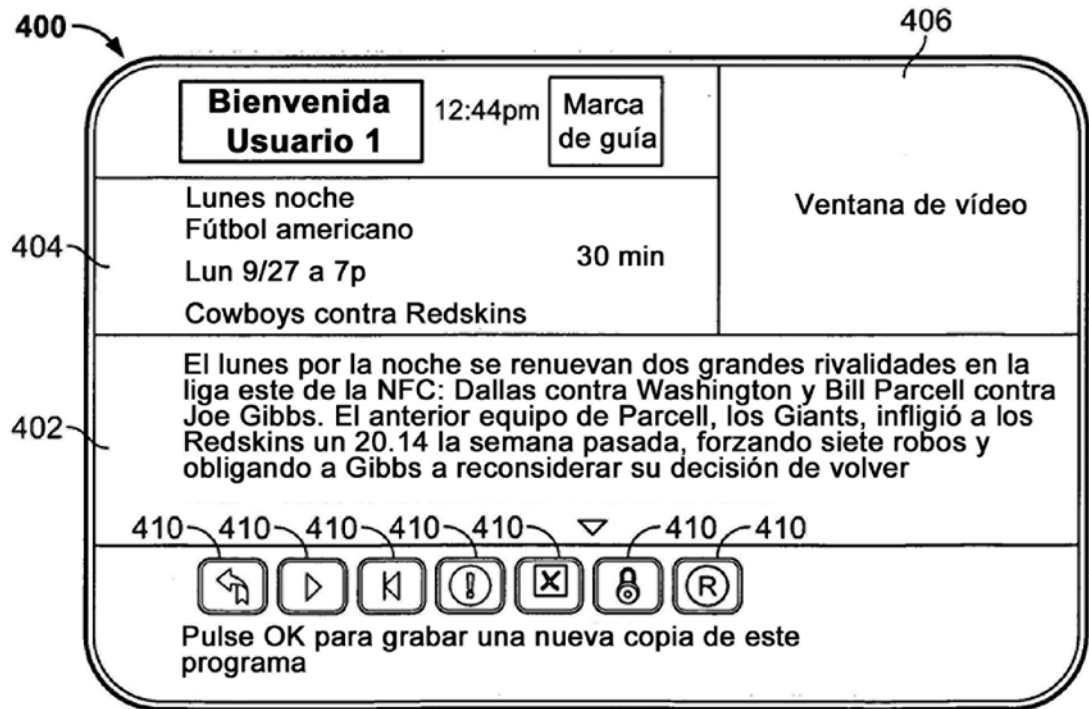 400
406
Bienvenida
Usuario 1
12:44pm
Marca
de guía
Lunes noche
Fútbol americano
30 min
Lun 9/27 a 7p
Cowboys contra Redskins
Ventana de vídeo
404
El lunes por la noche se renuevan dos grandes rivalidades en la
liga este de la NFC: Dallas contra Washington y Bill Parcell contra
Joe Gibbs. El anterior equipo de Parcell, los Giants, infligió a los
Redskins un 20.14 la semana pasada, forzando siete robos y
obligando a Gibbs a reconsiderar su decisión de volver
402
410 410 410 410 410 410 410
R
Pulse OK para grabar una nueva copia de este
programa